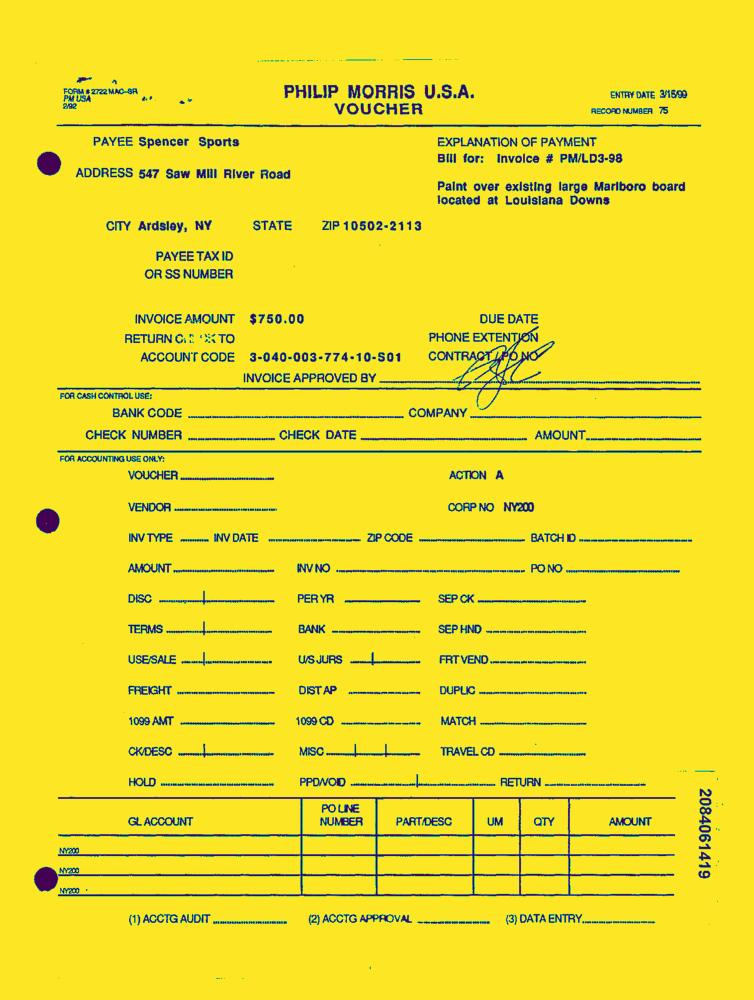 FORM # 2722 MAC-8R
PM USA
2/92
PHILIP MORRIS U.S.A.
VOUCHER
ENTRY DATE 3/15/99
RECORD NUMBER 75
PAYEE Spencer Sports
EXPLANATION OF PAYMENT
Bill for: Invoice # PM/LD3-98
ADDRESS 547 Saw Mill River Road
Paint over existing large Marlboro board
located at Louisiana Downs
CITY Ardsley, NY STATE ZIP 10502-2113
PAYEE TAX ID
OR SS NUMBER
INVOICE AMOUNT $750.00 DUE DATE
RETURN TO PHONE EXTENTION
ACCOUNT CODE 3-040-003-774-10-S01 CONTRACT / PO NO
INVOICE APPROVED BY
FOR CASH CONTROL USE:
BANK CODE COMPANY
CHECK NUMBER CHECK DATE AMOUNT
FOR ACCOUNTING USE ONLY:
VOUCHER ACTION A
VENDOR CORP NO NY200
INV TYPE INV DATE ZIP CODE BATCH ID
AMOUNT INV NO PO NO
DISC PER YR SEP CK
TERMS BANK SEP HND
USE/SALE U/S JURS FRT VEND
FREIGHT DIST AP DUPLIC
1099 AMT 1099 CD MATCH
CK/DESC MISC TRAVEL CD
HOLD PPD/VOID RETURN
GL ACCOUNT PO LINE NUMBER PART/DESC UM QTY AMOUNT
NY200
NY200
NY200
(1) ACCTG AUDIT (2) ACCTG APPROVAL (3) DATA ENTRY
2084061419